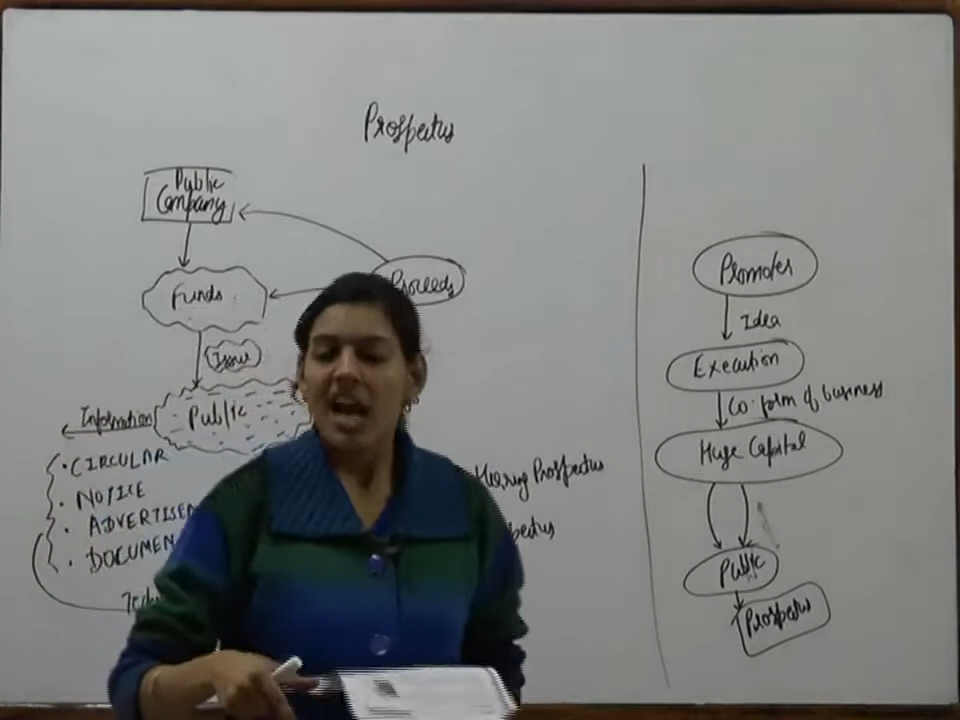 Prospectus
Public
Company
Proceeds
Funds
Issue
Public
Information
• CIRCULAR
• NOTICE
• ADVERTISE
• DOCUMEN
Herring Prospectus
Promoter
Idea
Execution
Co. form of business
Huge Capital
Public
Prospectus